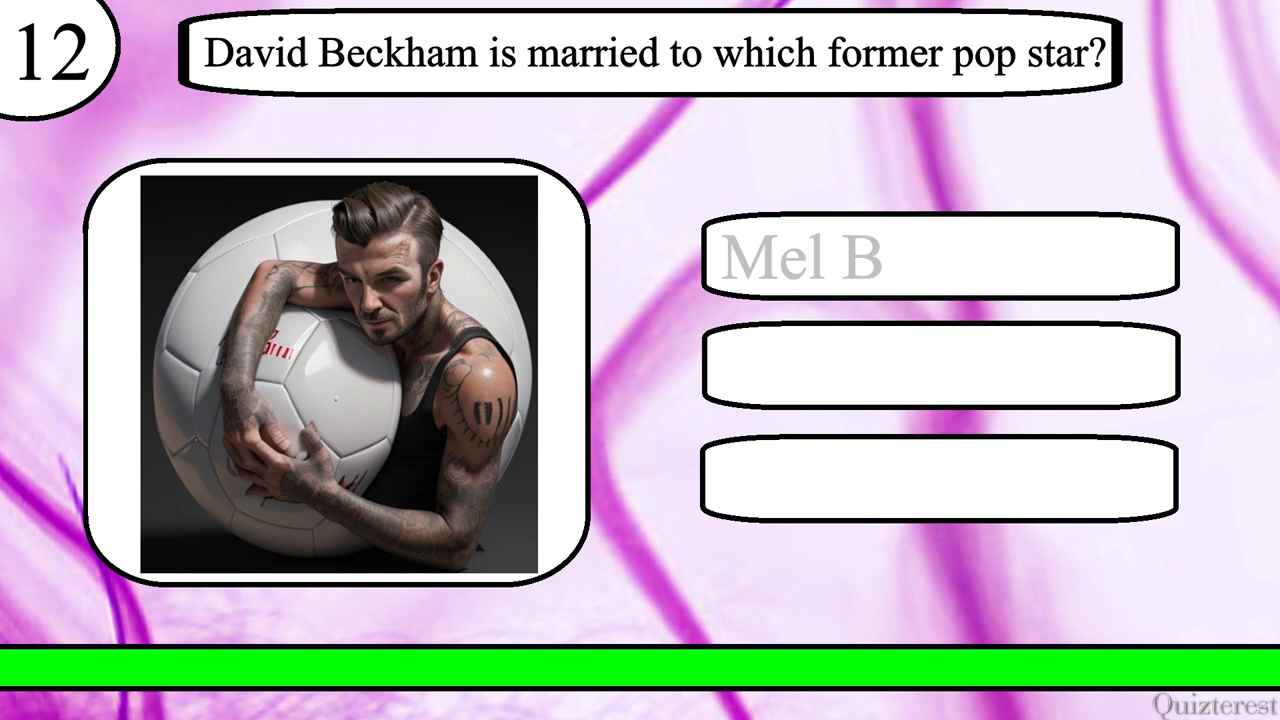 12
David Beckham is married to which former pop star?
Mel B
Quizterest